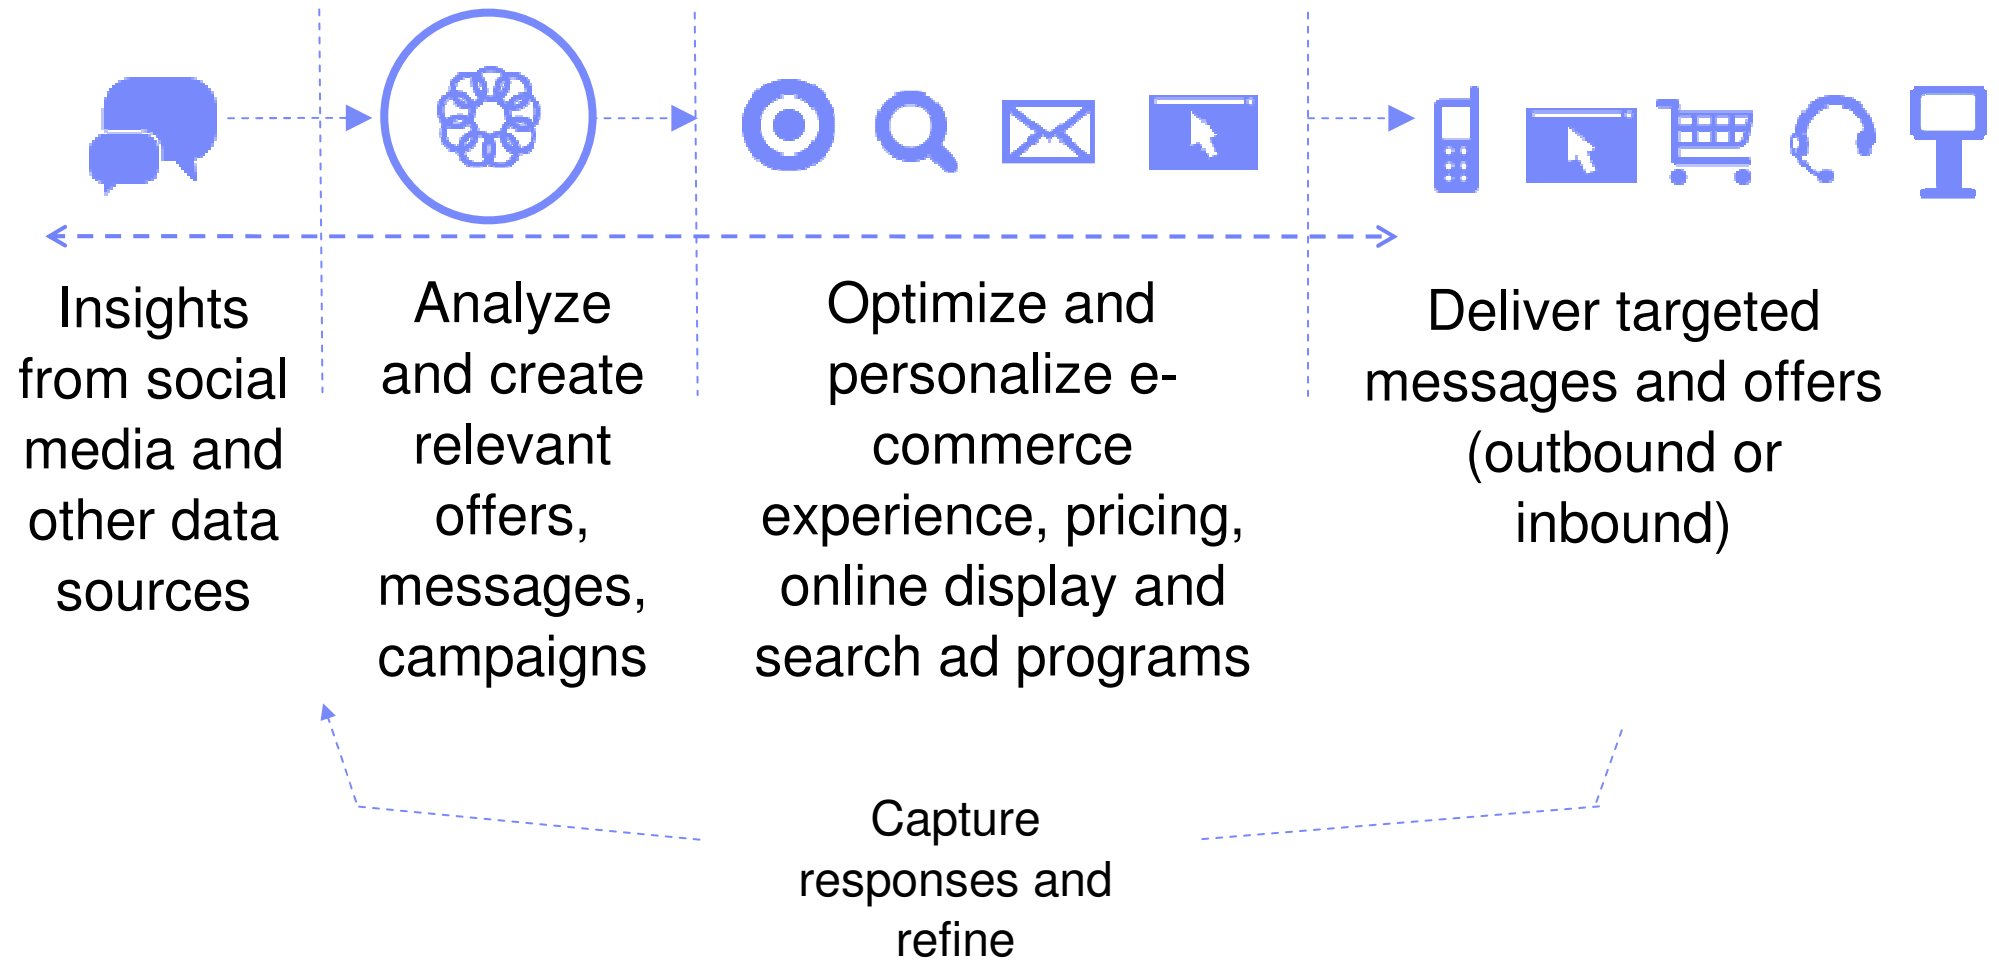 Insights
from social
media and
other data
sources
Analyze
and create
relevant
offers,
messages,
campaigns
Optimize and
personalize e-
commerce
experience, pricing,
online display and
search ad programs
Deliver targeted
messages and offers
(outbound or
inbound)
Capture
responses and
refine